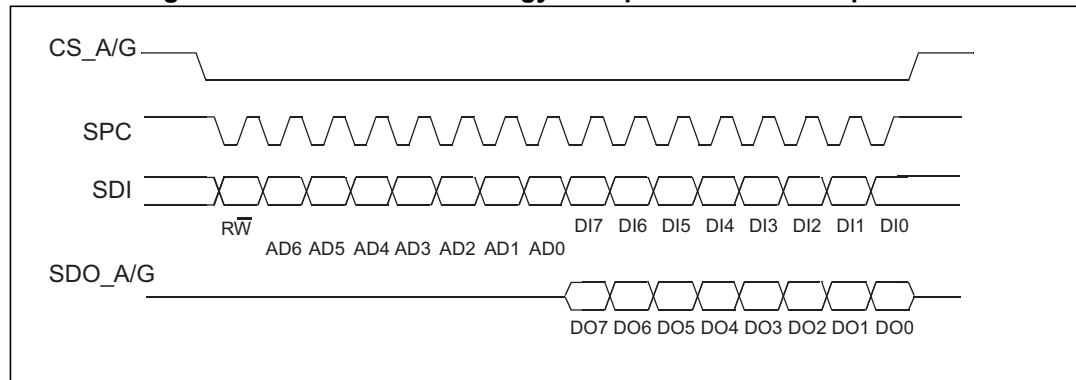 CS_A/G
SPC
SDI
RW̅
DI7 DI6 DI5 DI4 DI3 DI2 DI1 DI0
AD6 AD5 AD4 AD3 AD2 AD1 AD0
SDO_A/G
DO7 DO6 DO5 DO4 DO3 DO2 DO1 DO0